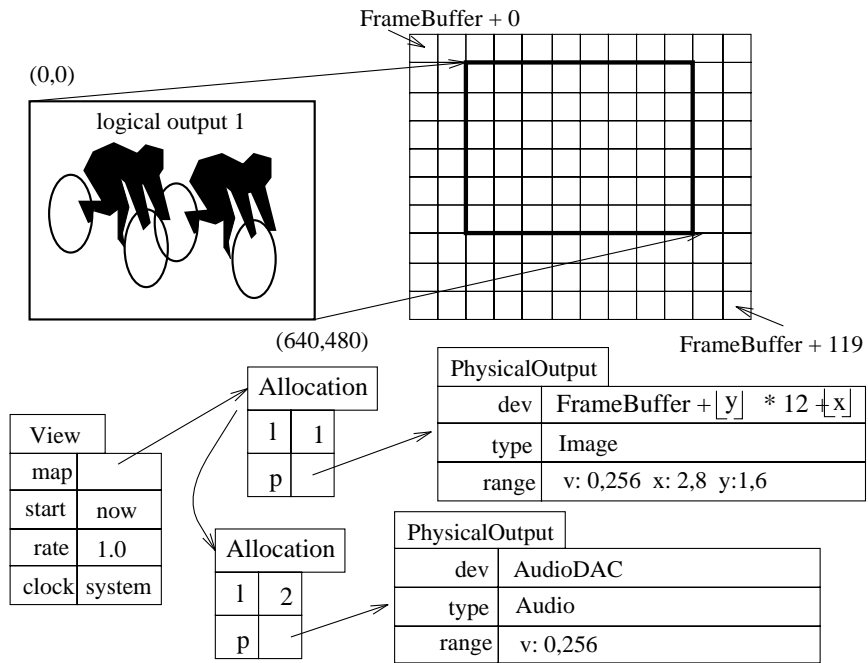 FrameBuffer + 0
(0,0)
logical output 1
(640,480)
FrameBuffer + 119
Allocation
l 1
p
PhysicalOutput
dev FrameBuffer + ⌊y⌋ * 12 +⌊x⌋
type Image
range v: 0,256 x: 2,8 y:1,6
View
map
start now
rate 1.0
clock system
Allocation
l 2
p
PhysicalOutput
dev AudioDAC
type Audio
range v: 0,256